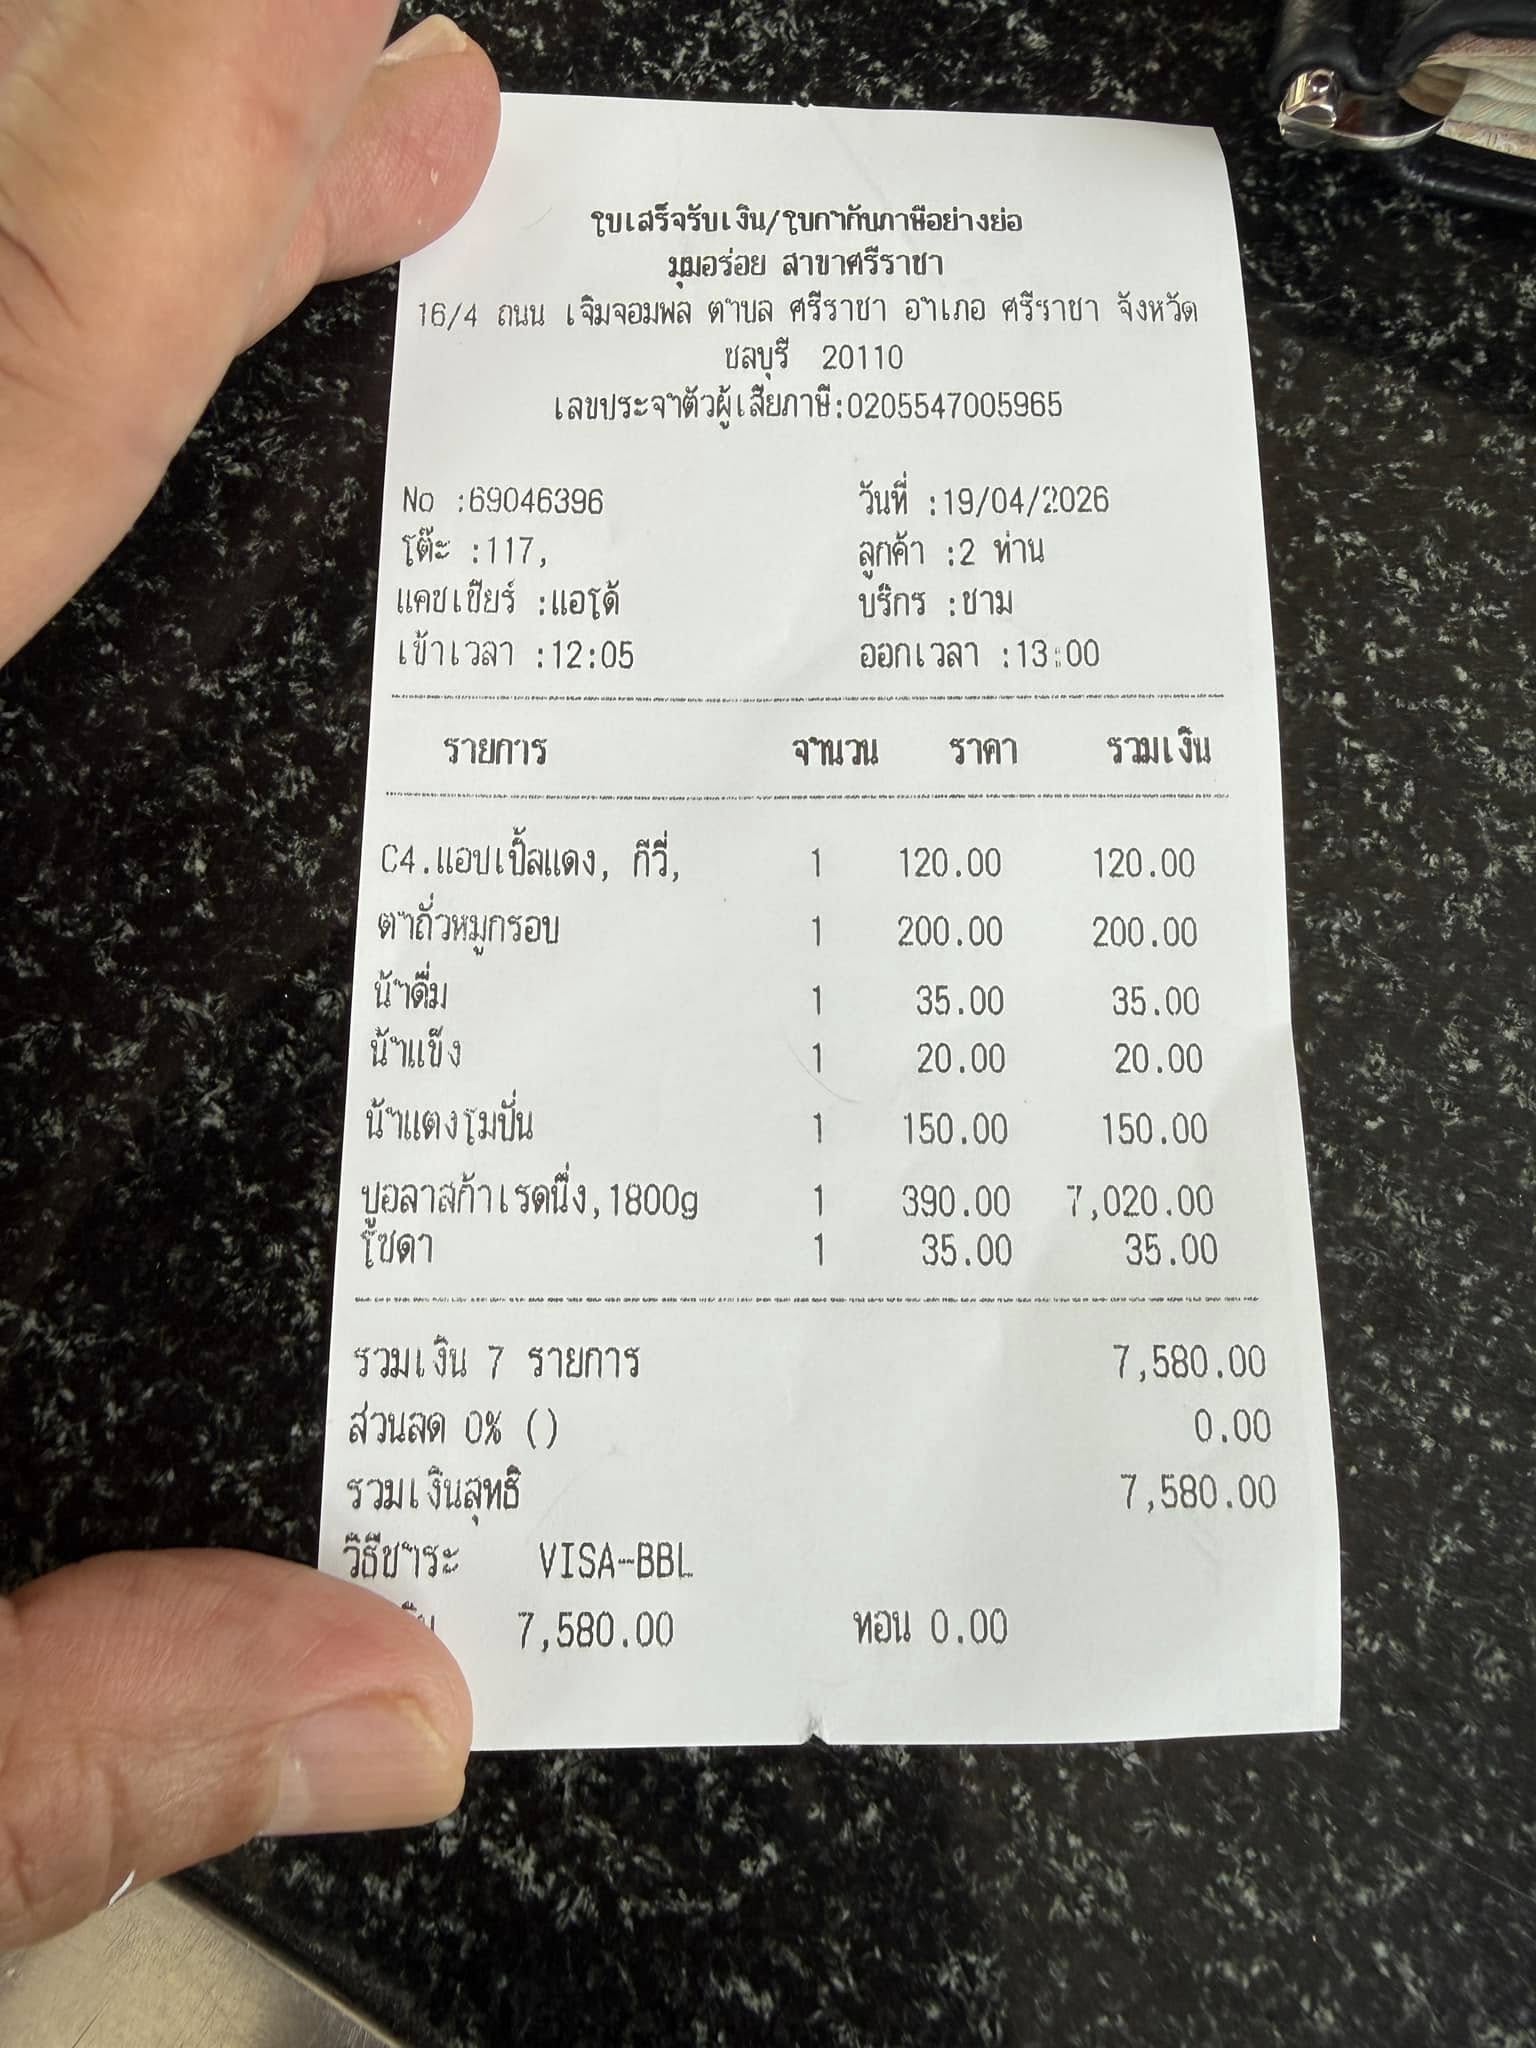 ใบเสร็จรับเงิน/ใบกำกับภาษีอย่างย่อ
มุมอร่อย สาขาศรีราชา
16/4 ถนน เจิมจอมพล ตำบล ศรีราชา อำเภอ ศรีราชา จังหวัด
ชลบุรี 20110
เลขประจำตัวผู้เสียภาษี:0205547005965
No :69046396 วันที่ :19/04/2026
โต๊ะ :117, ลูกค้า :2 ท่าน
แคชเชียร์ :แอโด้ บริกร :ชาม
เข้าเวลา :12:05 ออกเวลา :13:00
รายการ จำนวน ราคา รวมเงิน
C4.แอบเปิ้ลแดง, กีวี่, 1 120.00 120.00
ตำถั่วหมูกรอบ 1 200.00 200.00
น้ำดื่ม 1 35.00 35.00
น้ำแข็ง 1 20.00 20.00
น้ำแตงโมปั่น 1 150.00 150.00
ปูอลาสก้าเรดนึ่ง,1800g 1 390.00 7,020.00
โซดา 1 35.00 35.00
รวมเงิน 7 รายการ 7,580.00
ส่วนลด 0% () 0.00
รวมเงินสุทธิ 7,580.00
วิธีชำระ VISA-BBL
7,580.00 ทอน 0.00